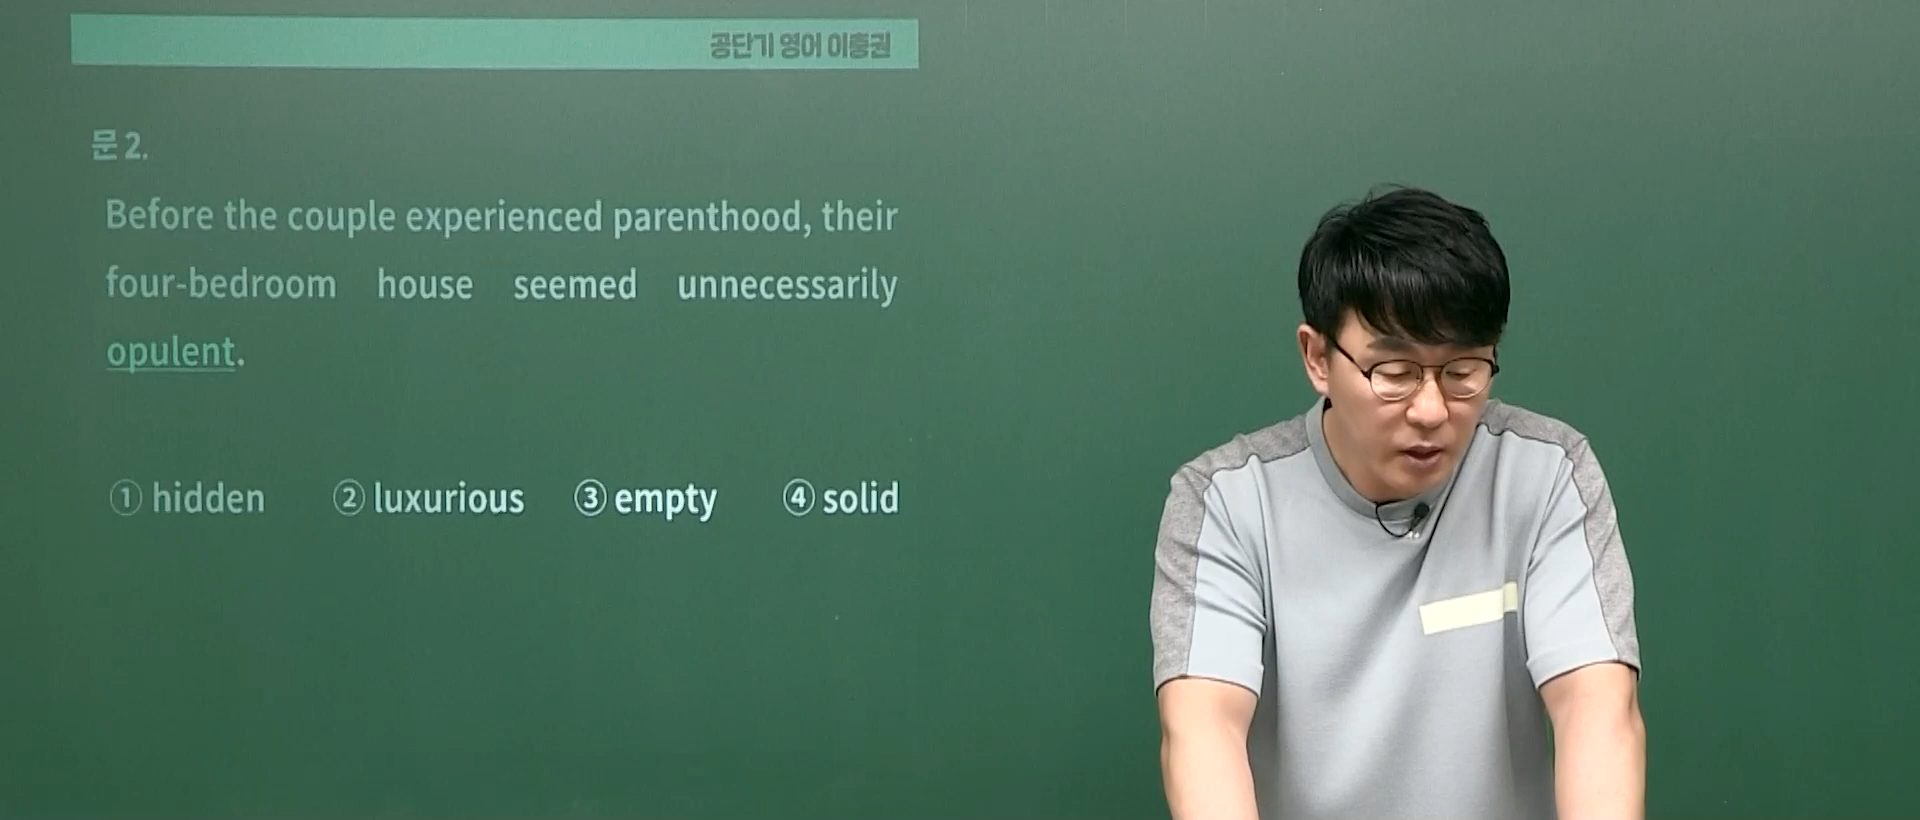 공단기 영어 이충권
문 2.
Before the couple experienced parenthood, their
four-bedroom house seemed unnecessarily
opulent.
① hidden ② luxurious ③ empty ④ solid